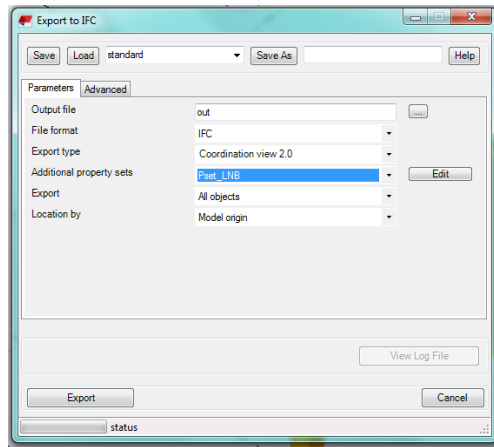 Export to IFC
Save Load standard Save As Help
Parameters Advanced
Output file out ...
File format IFC
Export type Coordination view 2.0
Additional property sets Pset_LNB Edit
Export All objects
Location by Model origin
View Log File
Export Cancel
status